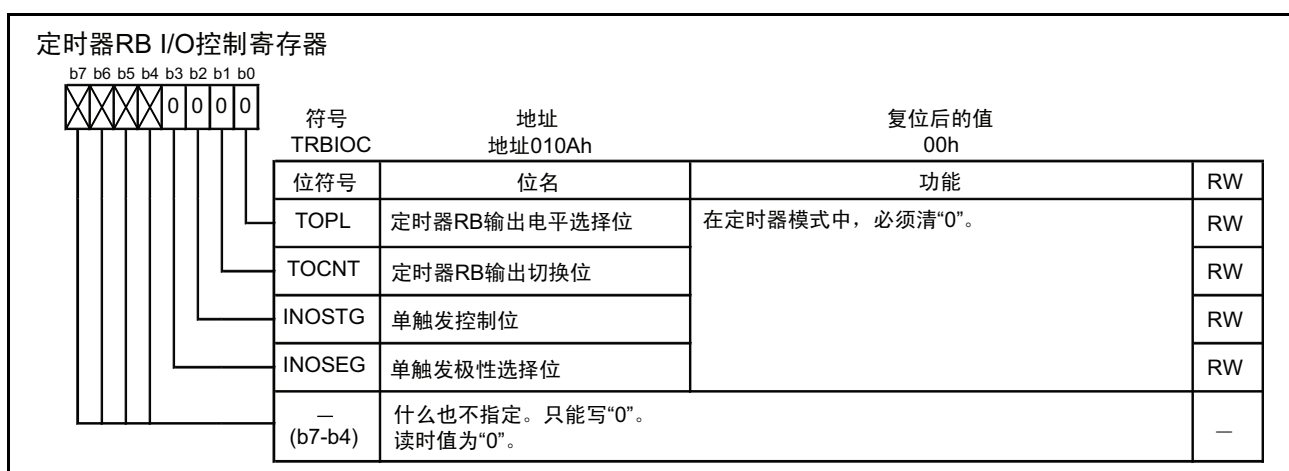 定时器RB I/O控制寄存器
b7 b6 b5 b4 b3 b2 b1 b0
0 0 0 0
符号 地址 复位后的值
TRBIOC 地址010Ah 00h
位符号 位名 功能 RW
TOPL 定时器RB输出电平选择位 在定时器模式中，必须清“0”。 RW
TOCNT 定时器RB输出切换位 RW
INOSTG 单触发控制位 RW
INOSEG 单触发极性选择位 RW
— 什么也不指定。只能写“0”。
(b7-b4) 读时值为“0”。 —